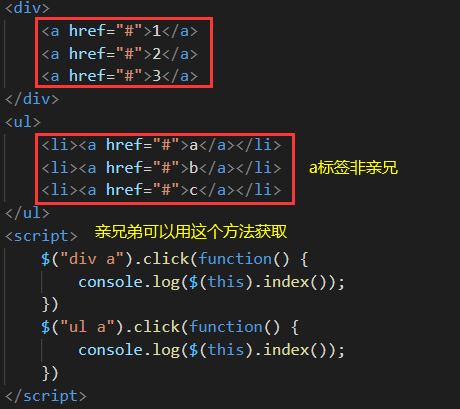 <div>
<a href="#">1</a>
<a href="#">2</a>
<a href="#">3</a>
</div>
<ul>
<li><a href="#">a</a></li>
<li><a href="#">b</a></li> a标签非亲兄
<li><a href="#">c</a></li>
</ul>
<script> 亲兄弟可以用这个方法获取
$("div a").click(function() {
console.log($(this).index());
})
$("ul a").click(function() {
console.log($(this).index());
})
</script>